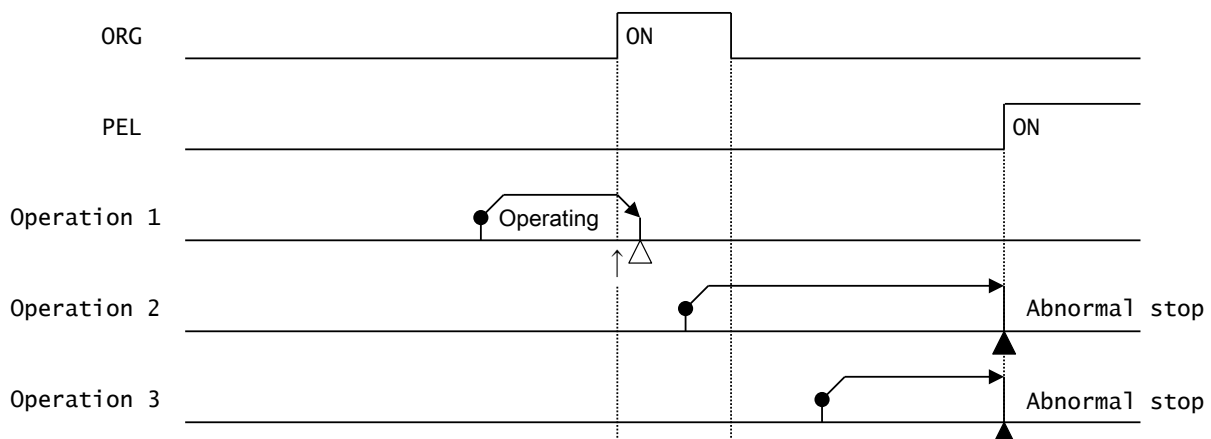 ORG
ON
PEL
ON
Operation 1
Operating
Operation 2
Abnormal stop
Operation 3
Abnormal stop